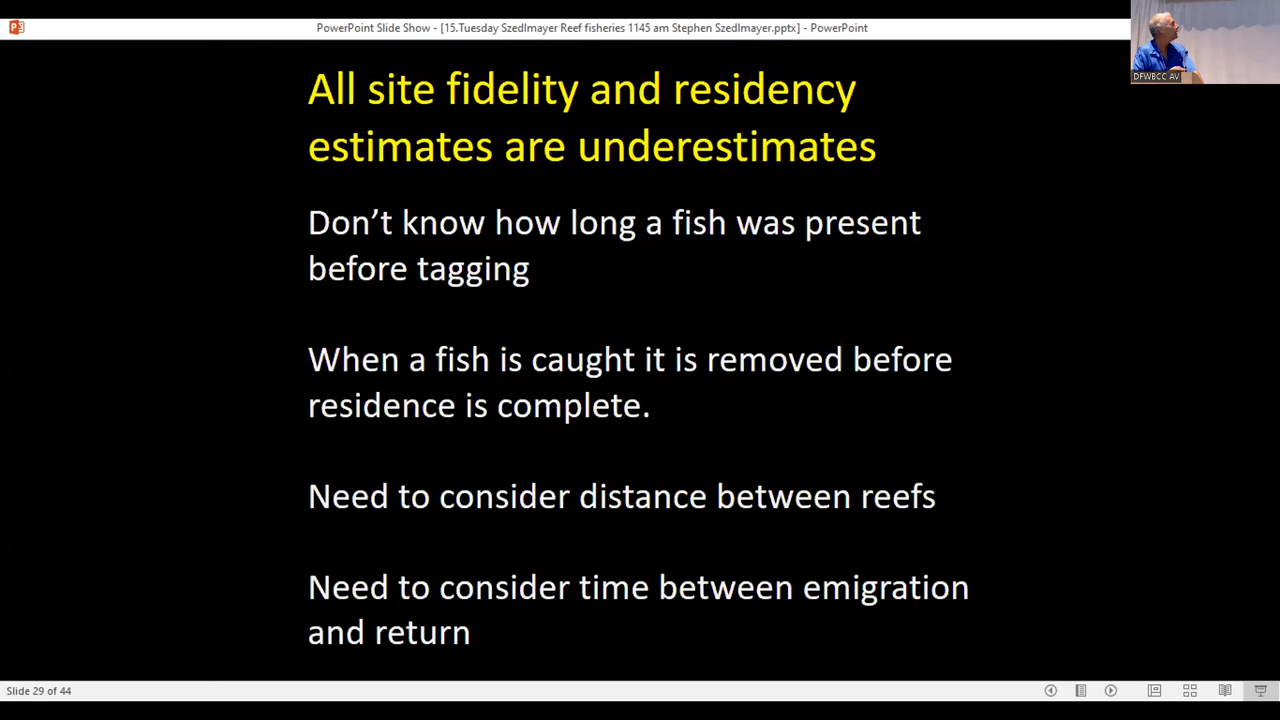 PowerPoint Slide Show - [15.Tuesday Szedlmayer Reef fisheries 1145 am Stephen Szedlmayer.pptx] - PowerPoint
DFWBCC AV
All site fidelity and residency
estimates are underestimates
Don't know how long a fish was present
before tagging
When a fish is caught it is removed before
residence is complete.
Need to consider distance between reefs
Need to consider time between emigration
and return
Slide 29 of 44